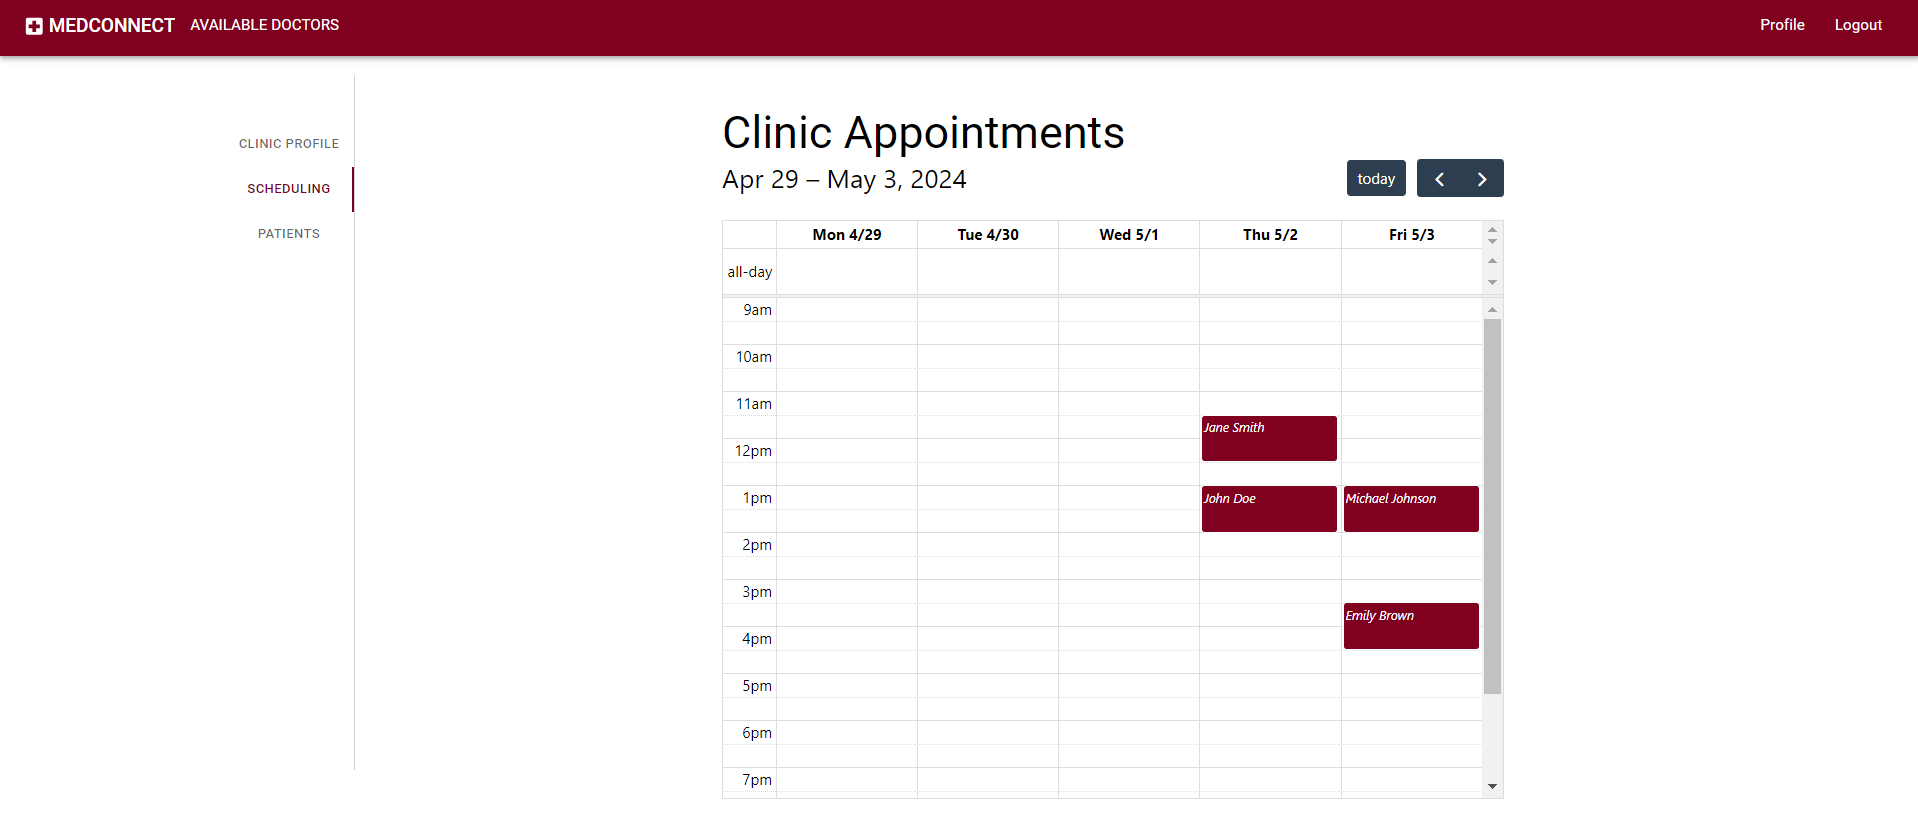 MEDCONNECT AVAILABLE DOCTORS Profile Logout
CLINIC PROFILE
SCHEDULING
PATIENTS
Clinic Appointments
Apr 29 – May 3, 2024 today
Mon 4/29 Tue 4/30 Wed 5/1 Thu 5/2 Fri 5/3
all-day
9am
10am
11am
Jane Smith
12pm
1pm John Doe Michael Johnson
2pm
3pm
Emily Brown
4pm
5pm
6pm
7pm